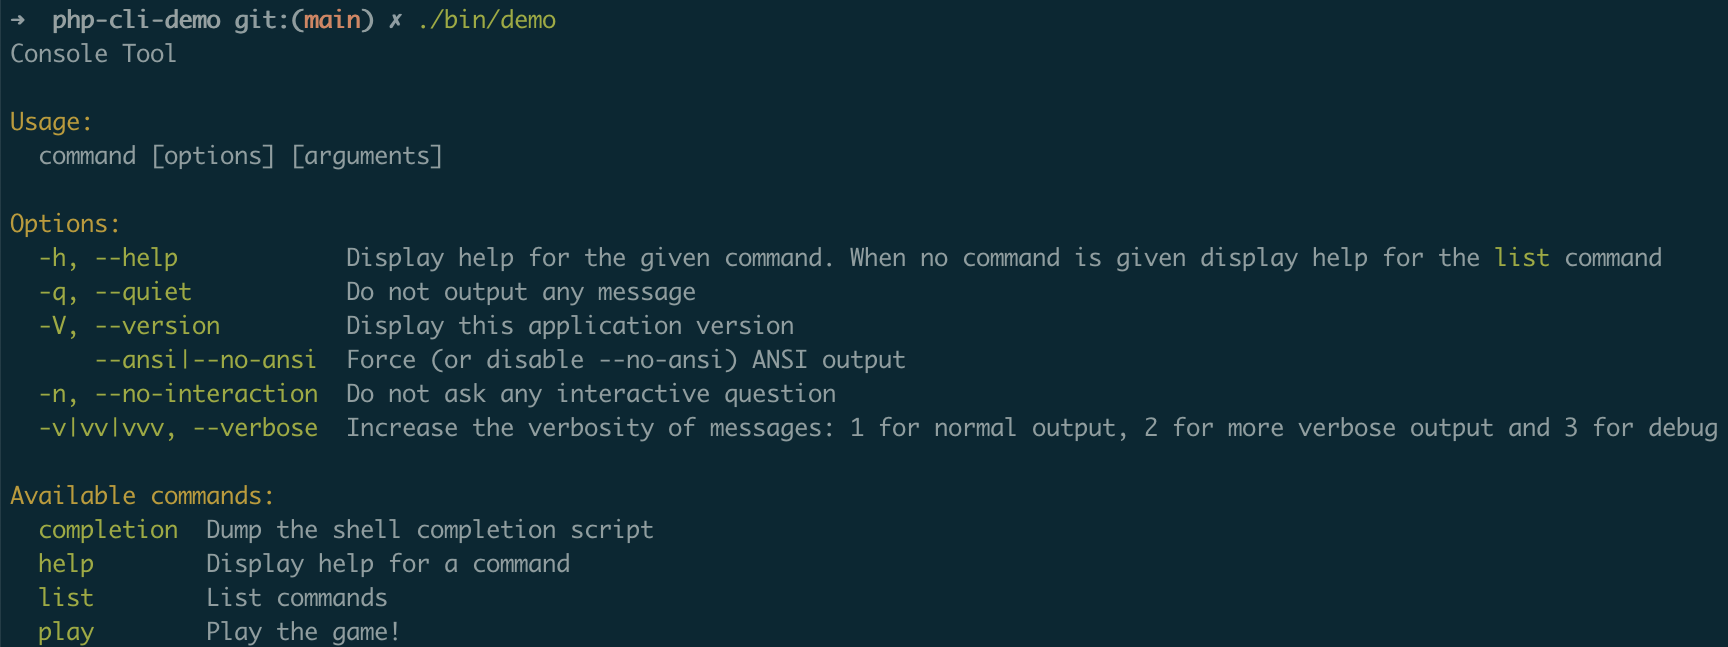 ➜  php-cli-demo git:(main) ✗ ./bin/demo
Console Tool

Usage:
  command [options] [arguments]

Options:
  -h, --help            Display help for the given command. When no command is given display help for the list command
  -q, --quiet           Do not output any message
  -V, --version         Display this application version
      --ansi|--no-ansi  Force (or disable --no-ansi) ANSI output
  -n, --no-interaction  Do not ask any interactive question
  -v|vv|vvv, --verbose  Increase the verbosity of messages: 1 for normal output, 2 for more verbose output and 3 for debug

Available commands:
  completion  Dump the shell completion script
  help        Display help for a command
  list        List commands
  play        Play the game!